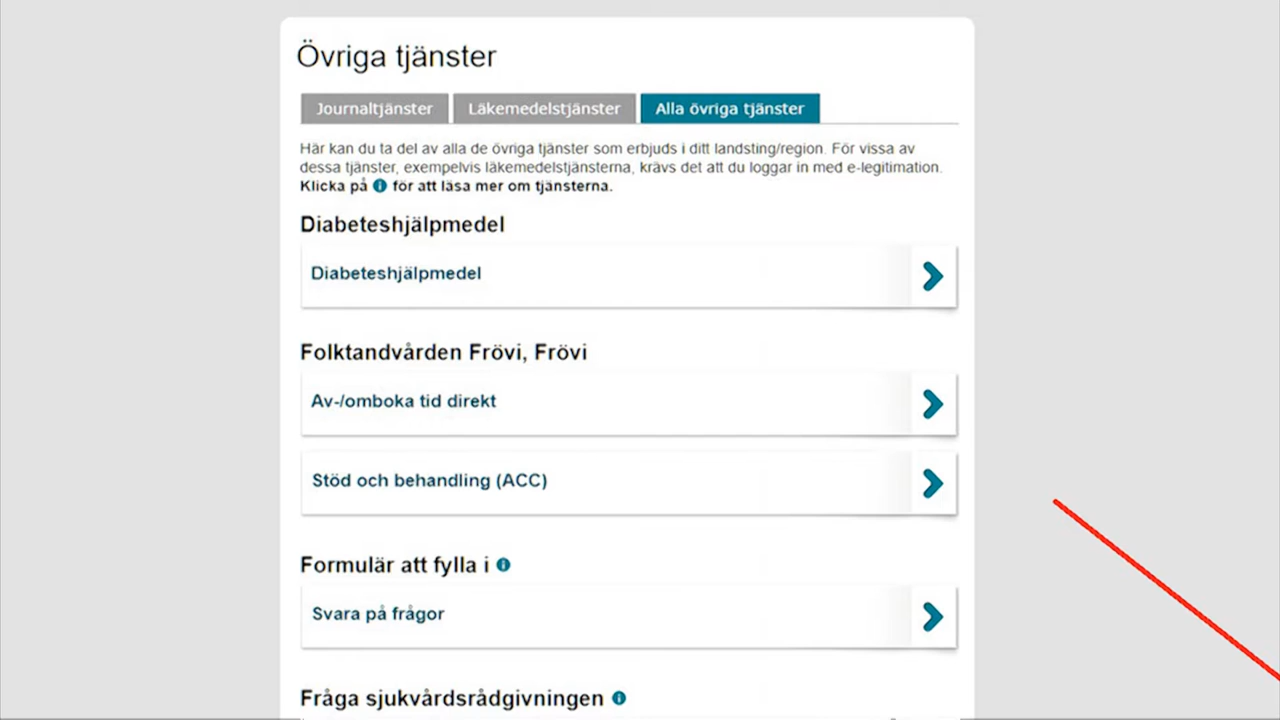 Övriga tjänster
Journaltjänster Läkemedelstjänster Alla övriga tjänster
Här kan du ta del av alla de övriga tjänster som erbjuds i ditt landsting/region. För vissa av
dessa tjänster, exempelvis läkemedelstjänsterna, krävs det att du loggar in med e-legitimation.
Klicka på i för att läsa mer om tjänsterna.
Diabeteshjälpmedel
Diabeteshjälpmedel
Folktandvården Frövi, Frövi
Av-/omboka tid direkt
Stöd och behandling (ACC)
Formulär att fylla i i
Svara på frågor
Fråga sjukvårdsrådgivningen i